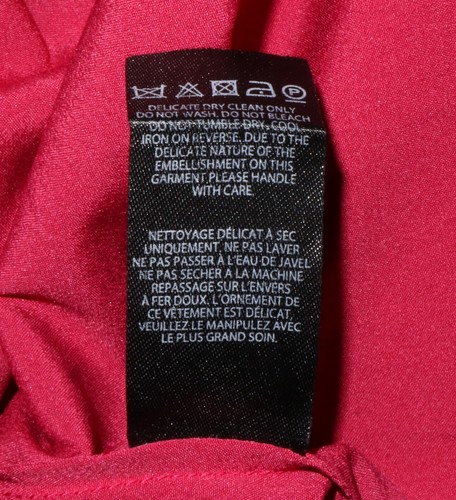 DELICATE DRY CLEAN ONLY
DO NOT WASH. DO NOT BLEACH
DO NOT TUMBLE DRY. COOL
IRON ON REVERSE. DUE TO THE
DELICATE NATURE OF THE
EMBELLISHMENT ON THIS
GARMENT, PLEASE HANDLE
WITH CARE.
NETTOYAGE DÉLICAT À SEC
UNIQUEMENT. NE PAS LAVER
NE PAS PASSER À L'EAU DE JAVEL
NE PAS SECHER A LA MACHINE
REPASSAGE SUR L'ENVERS
À FER DOUX. L'ORNEMENT DE
CE VÊTEMENT EST DÉLICAT,
VEUILLEZ LE MANIPULEZ AVEC
LE PLUS GRAND SOIN.